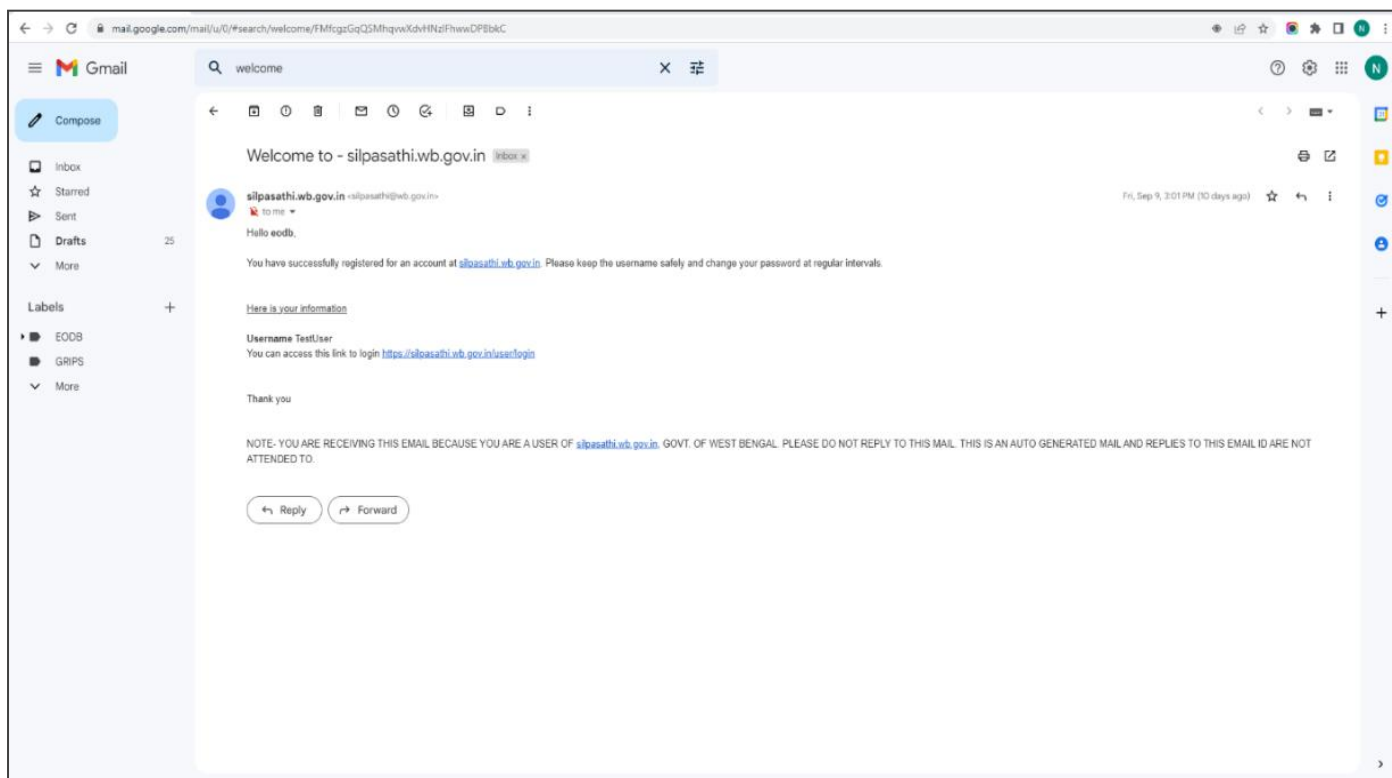 mail.google.com/mail/u/0/#search/welcome/FMfcgzGqQSMhqvwXdvHNzlFhwwDPBbkC
N
Gmail
welcome
N
Compose
Inbox
Starred
Sent
Drafts 25
More
Labels
EODB
GRIPS
More
Welcome to - silpasathi.wb.gov.in Inbox x
silpasathi.wb.gov.in <silpasathi@wb.gov.in>
Fri, Sep 9, 3:01 PM (10 days ago)
to me
Hello eodb,
You have successfully registered for an account at silpasathi.wb.gov.in. Please keep the username safely and change your password at regular intervals.
Here is your information
Username TestUser
You can access this link to login https://silpasathi.wb.gov.in/user/login
Thank you
NOTE- YOU ARE RECEIVING THIS EMAIL BECAUSE YOU ARE A USER OF silpasathi.wb.gov.in, GOVT. OF WEST BENGAL. PLEASE DO NOT REPLY TO THIS MAIL. THIS IS AN AUTO GENERATED MAIL AND REPLIES TO THIS EMAIL ID ARE NOT
ATTENDED TO.
Reply Forward